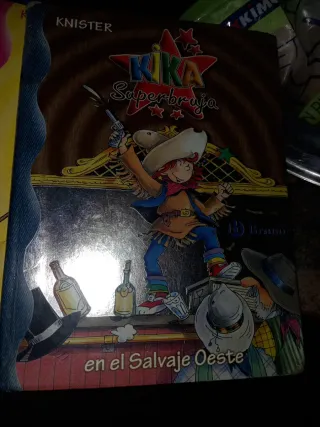 KNISTER
KIKA
Superbruja
Bruño
en el Salvaje Oeste